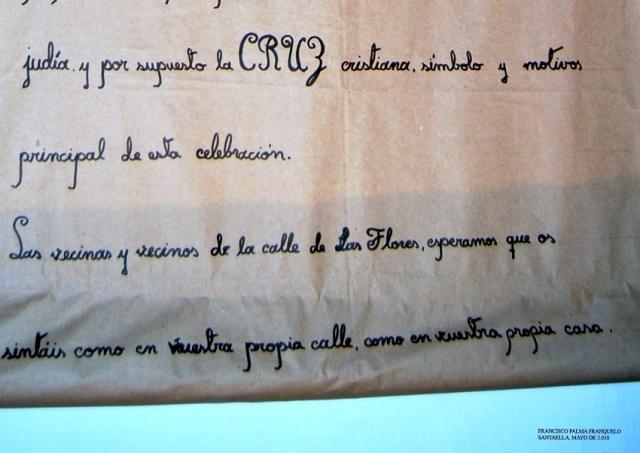 judía, y por supuesto la CRUZ cristiana, símbolo y motivos
principal de esta celebración.
Las vecinas y vecinos de la calle de Las Flores, esperamos que os
sintáis como en vuestra propia calle, como en vuestra propia casa.
FRANCISCO PALMA FRANQUELO
SANTAELLA, MAYO DE 2.010